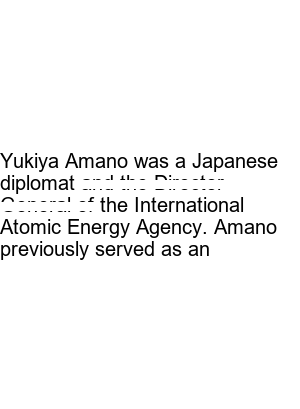 Yukiya Amano was a Japanese
diplomat and the Director
General of the International
Atomic Energy Agency. Amano
previously served as an